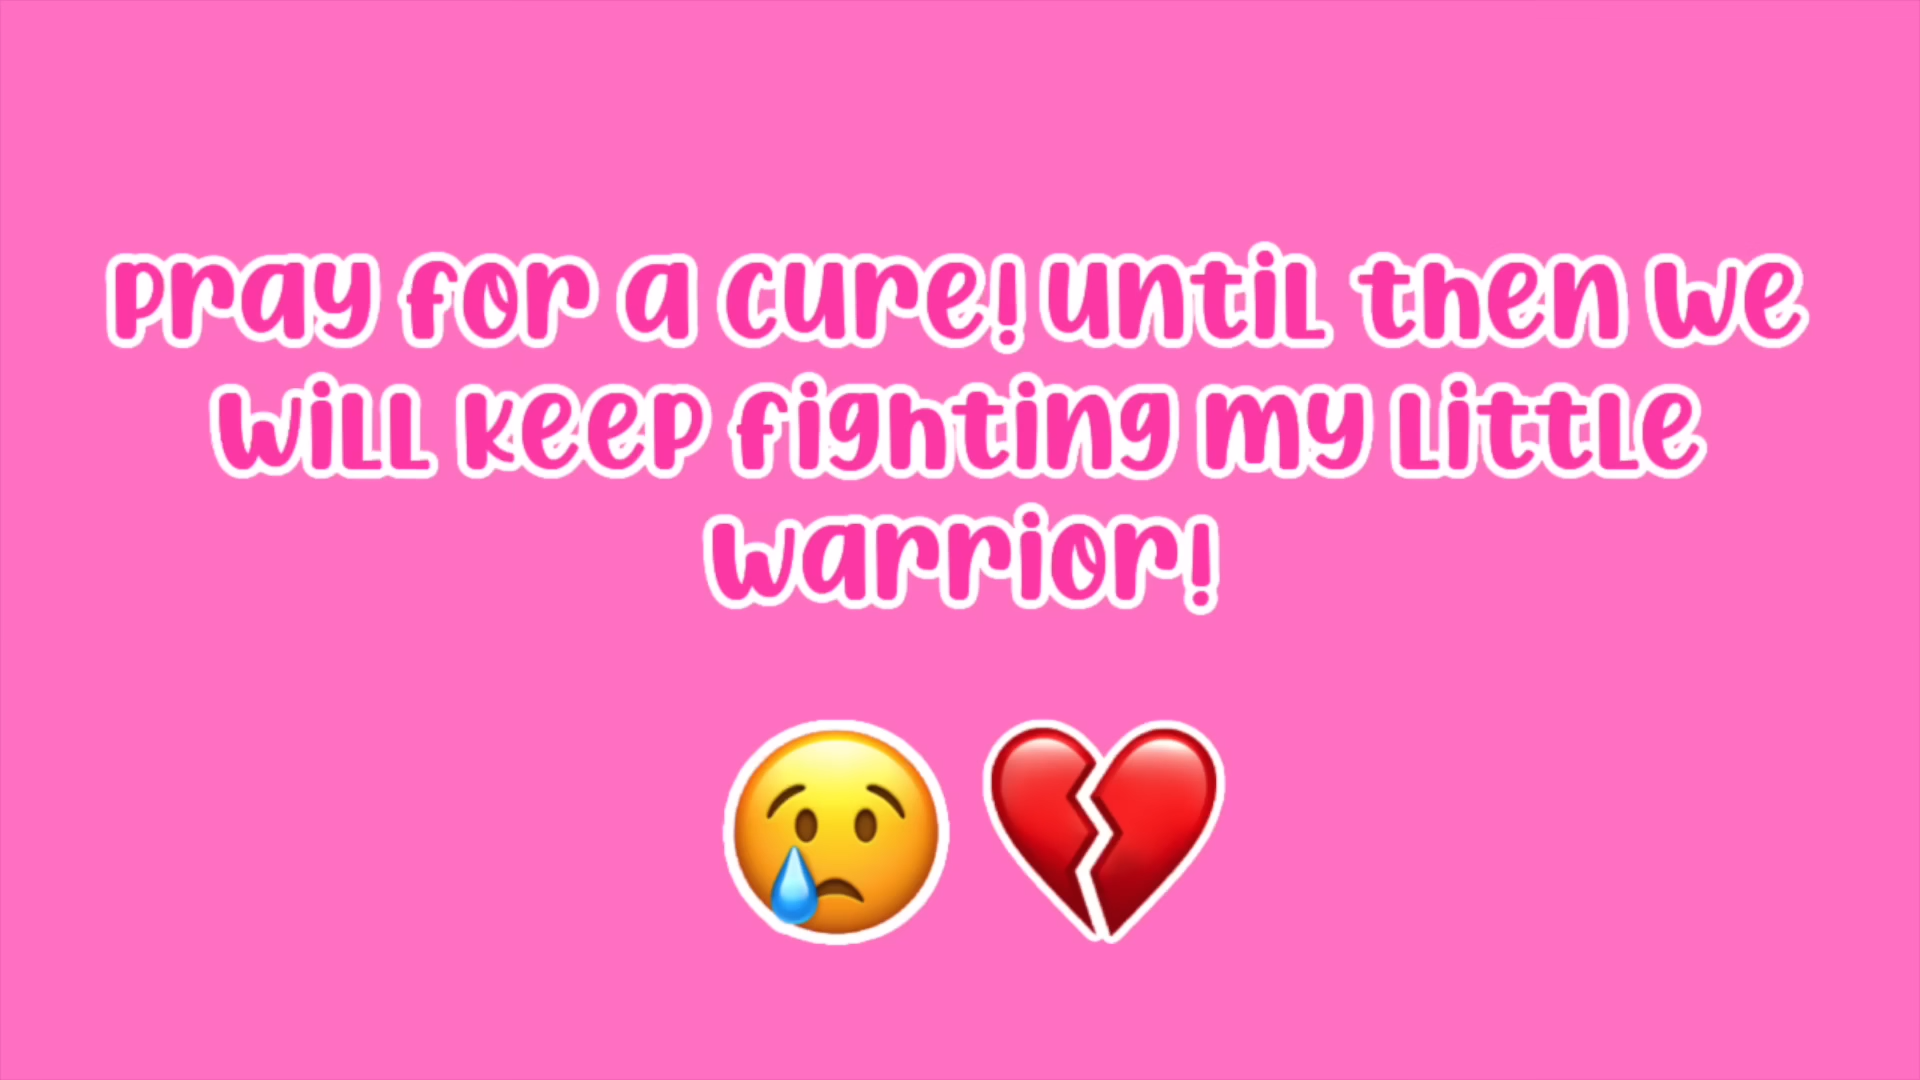 Pray for a cure! Until then we
will keep fighting my little
warrior!
😢 💔